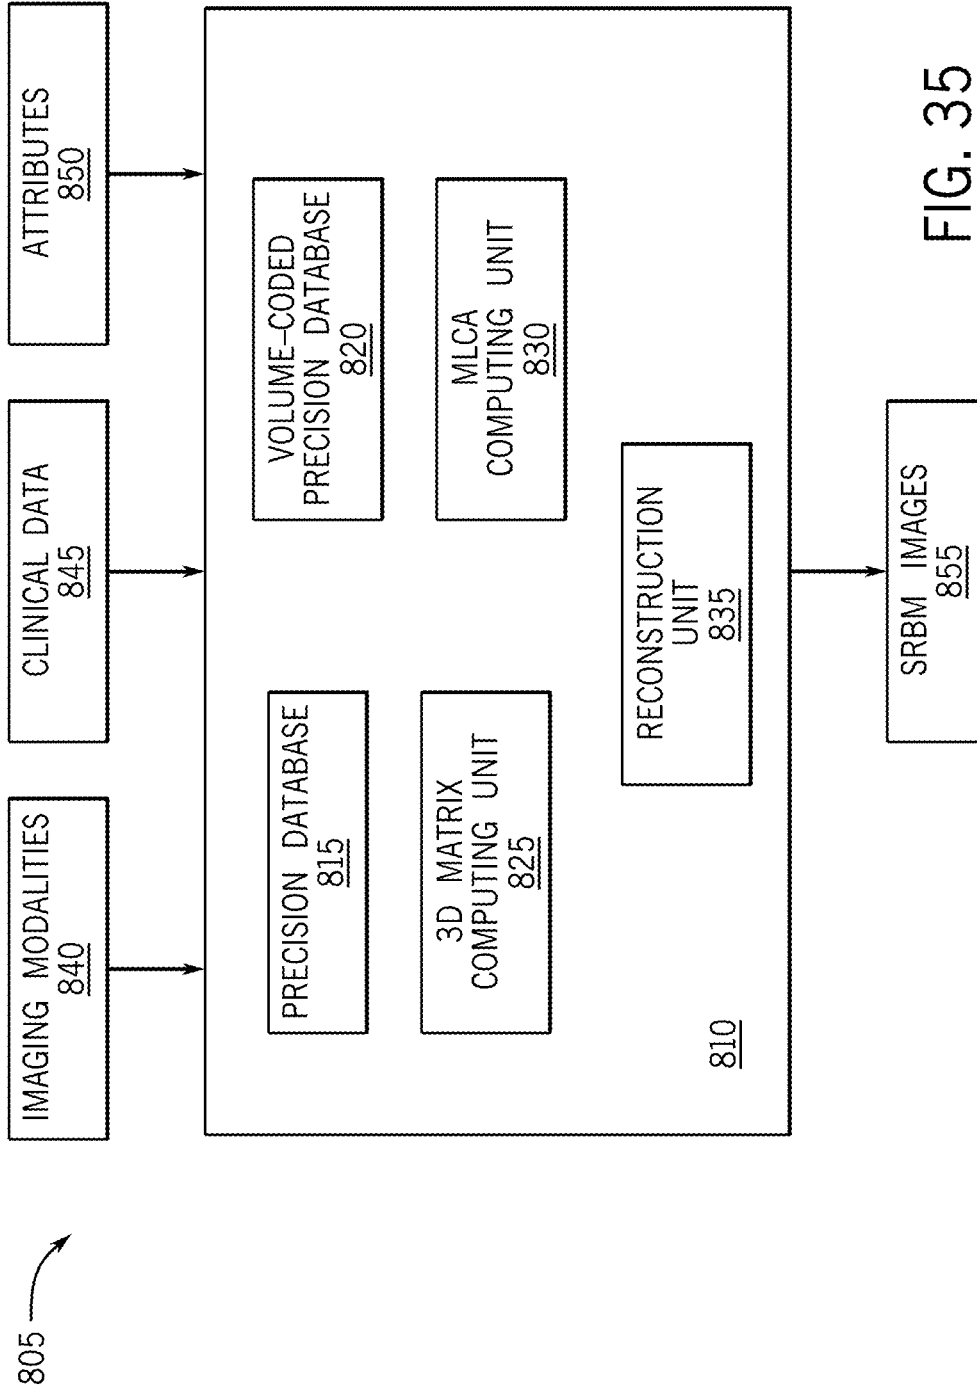 805
IMAGING MODALITIES
840
CLINICAL DATA
845
ATTRIBUTES
850
PRECISION DATABASE
815
VOLUME-CODED
PRECISION DATABASE
820
3D MATRIX
COMPUTING UNIT
825
MLCA
COMPUTING UNIT
830
RECONSTRUCTION
UNIT
835
810
SRBM IMAGES
855
FIG. 35